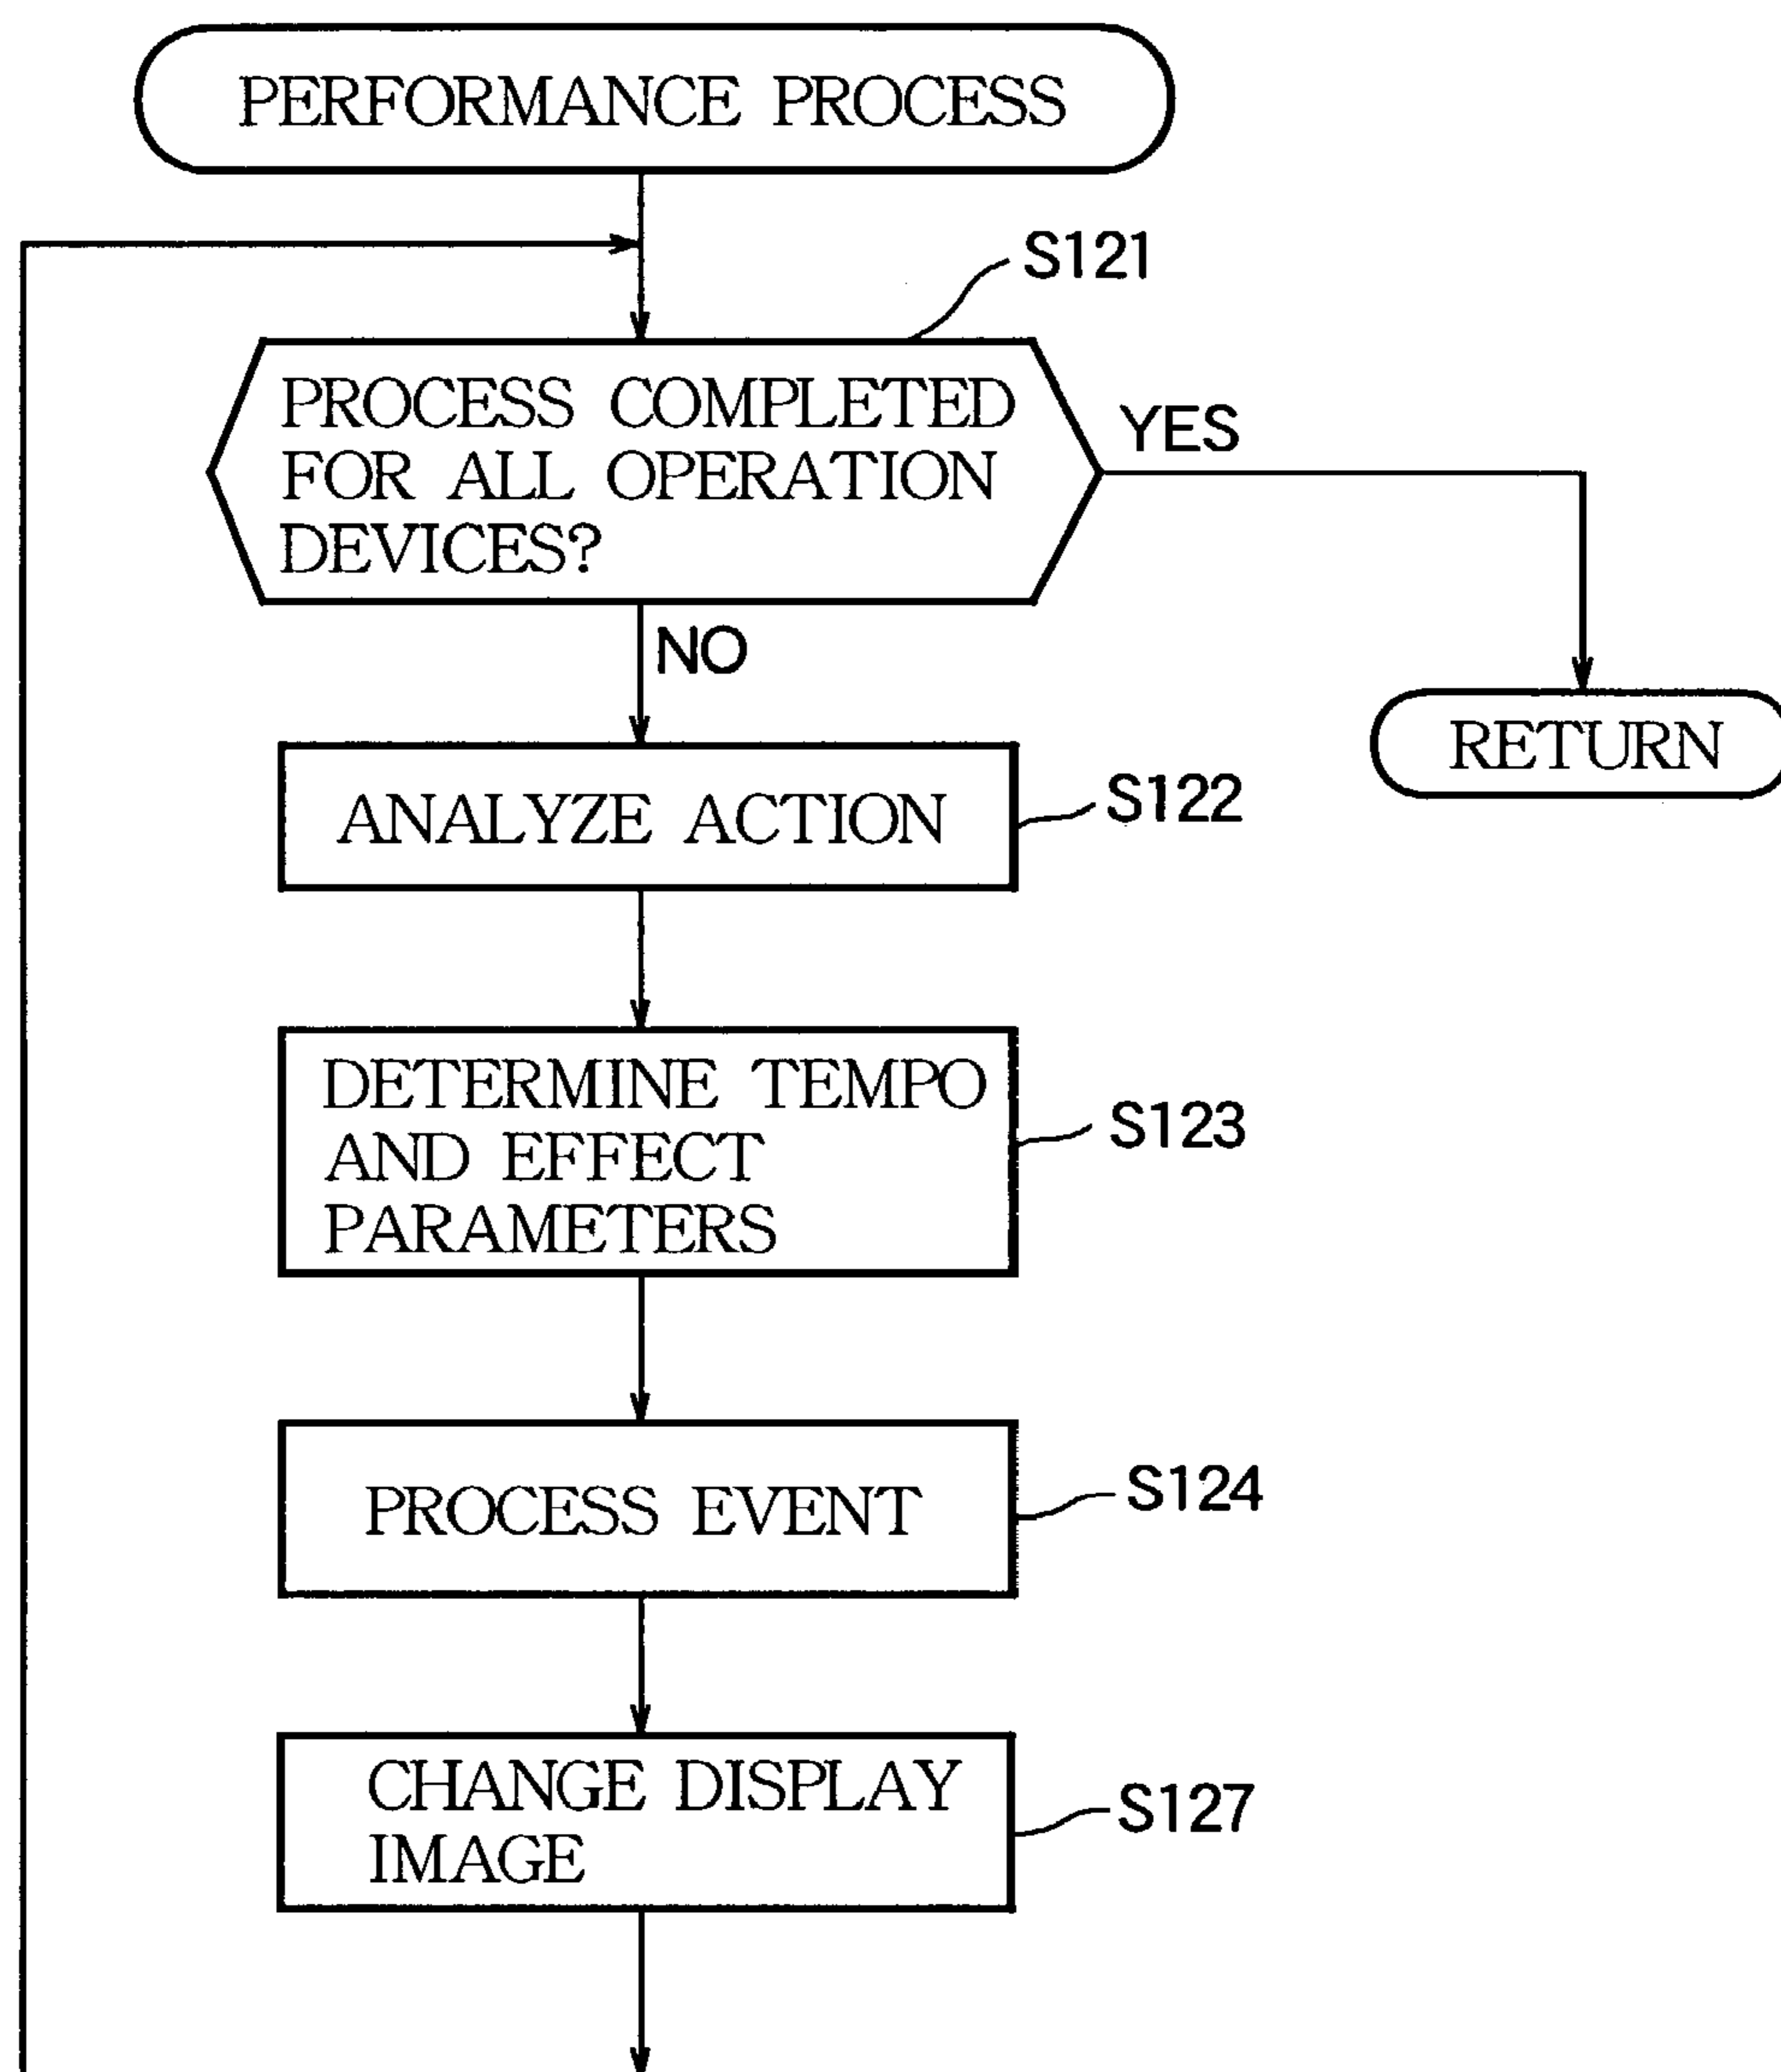 PERFORMANCE PROCESS
S121
PROCESS COMPLETED
FOR ALL OPERATION
DEVICES?
YES
NO
RETURN
ANALYZE ACTION
S122
DETERMINE TEMPO
AND EFFECT
PARAMETERS
S123
PROCESS EVENT
S124
CHANGE DISPLAY
IMAGE
S127